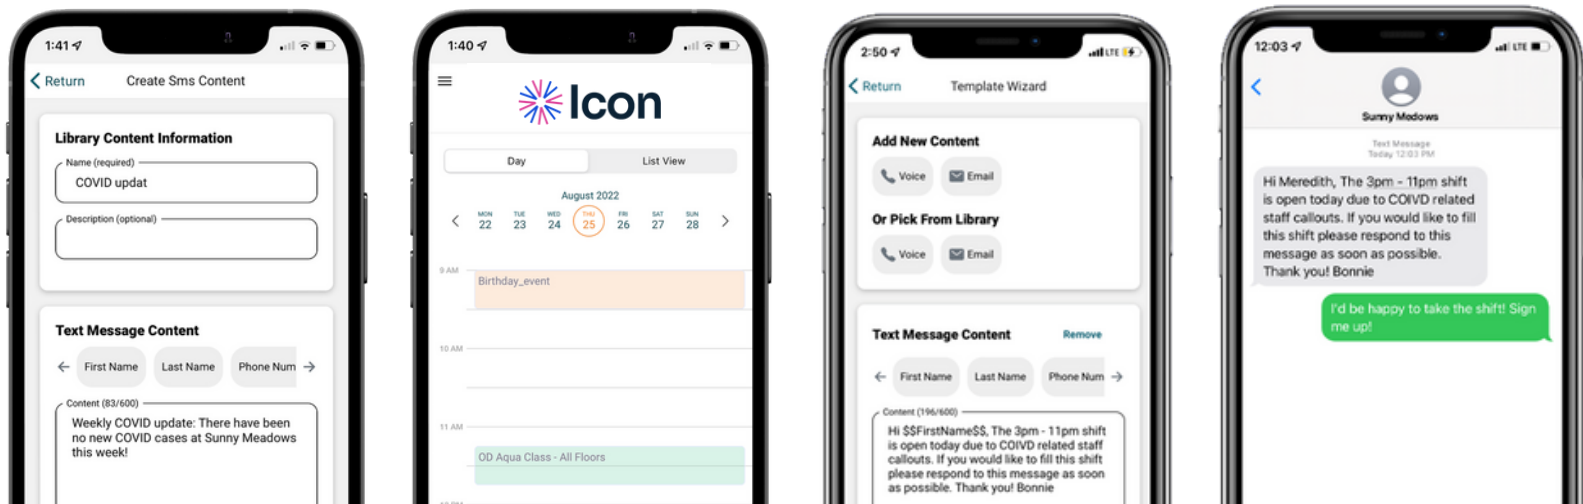 1:41
Return
Create Sms Content
Library Content Information
Name (required)
COVID updat
Description (optional)
Text Message Content
First Name
Last Name
Phone Num
Content (83/600)
Weekly COVID update: There have been
no new COVID cases at Sunny Meadows
this week!
1:40
Icon
Day
List View
August 2022
MON TUE WED THU FRI SAT SUN
22 23 24 25 26 27 28
9 AM
Birthday_event
10 AM
11 AM
OD Aqua Class - All Floors
2:50
LTE
Return
Template Wizard
Add New Content
Voice
Email
Or Pick From Library
Voice
Email
Text Message Content
Remove
First Name
Last Name
Phone Num
Content (196/600)
Hi $$FirstName$$, The 3pm - 11pm shift
is open today due to COIVD related staff
callouts. If you would like to fill this shift
please respond to this message as soon
as possible. Thank you! Bonnie
12:03
LTE
Sunny Medows
Text Message
Today 12:03 PM
Hi Meredith, The 3pm - 11pm shift
is open today due to COIVD related
staff callouts. If you would like to fill
this shift please respond to this
message as soon as possible.
Thank you! Bonnie
I'd be happy to take the shift! Sign
me up!